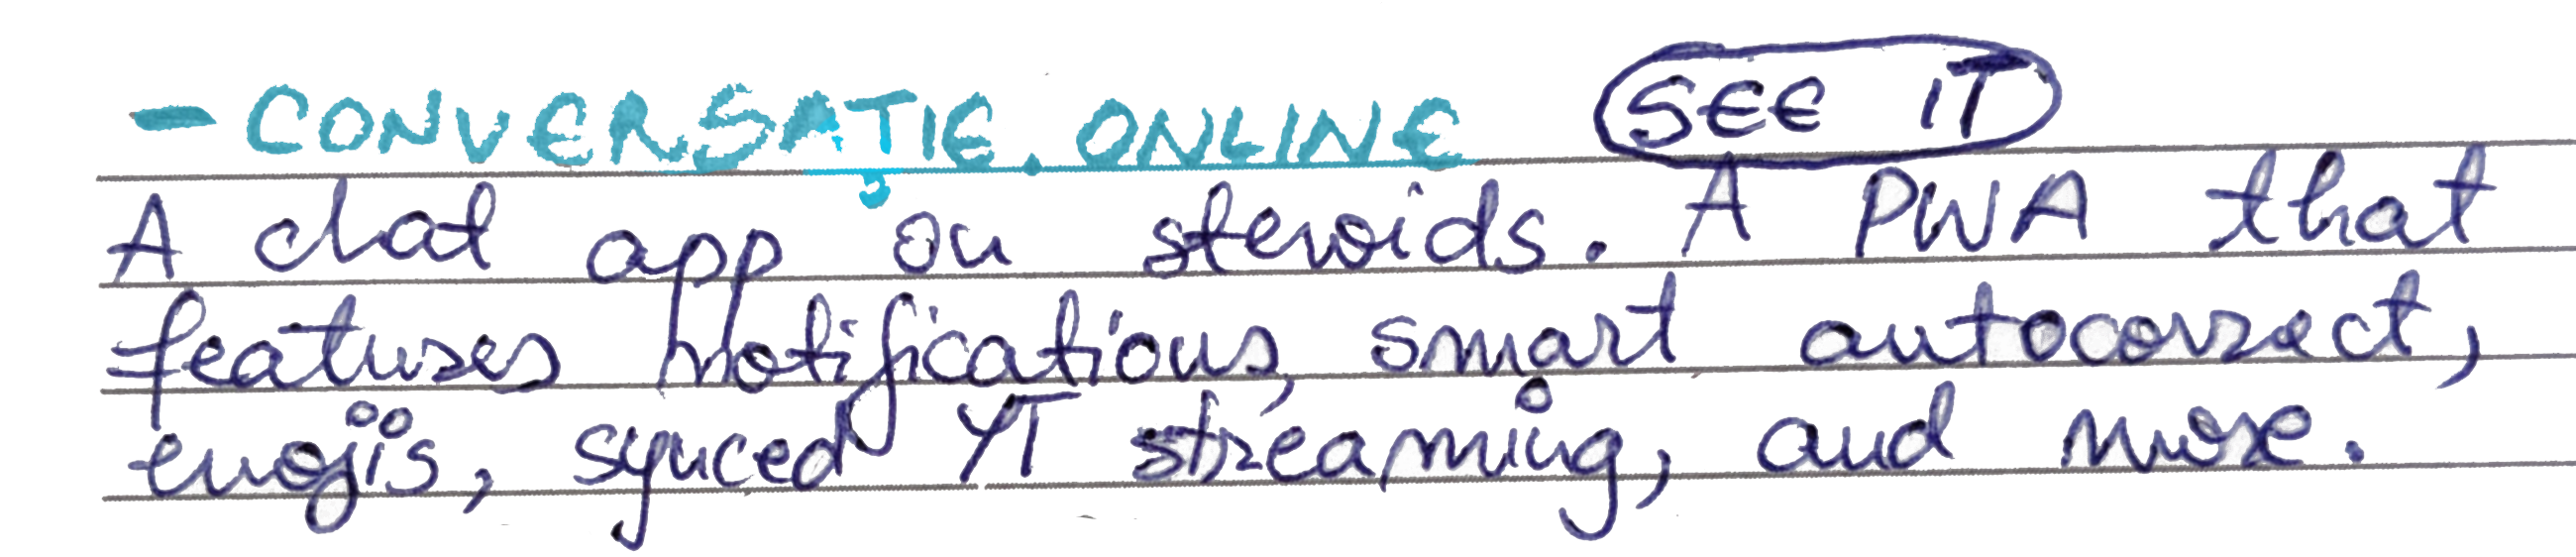 - CONVERSAȚIE.ONLINE SEE IT
A chat app on steroids. A PWA that
features notifications, smart autocorrect,
emojis, synced YT streaming, and more.